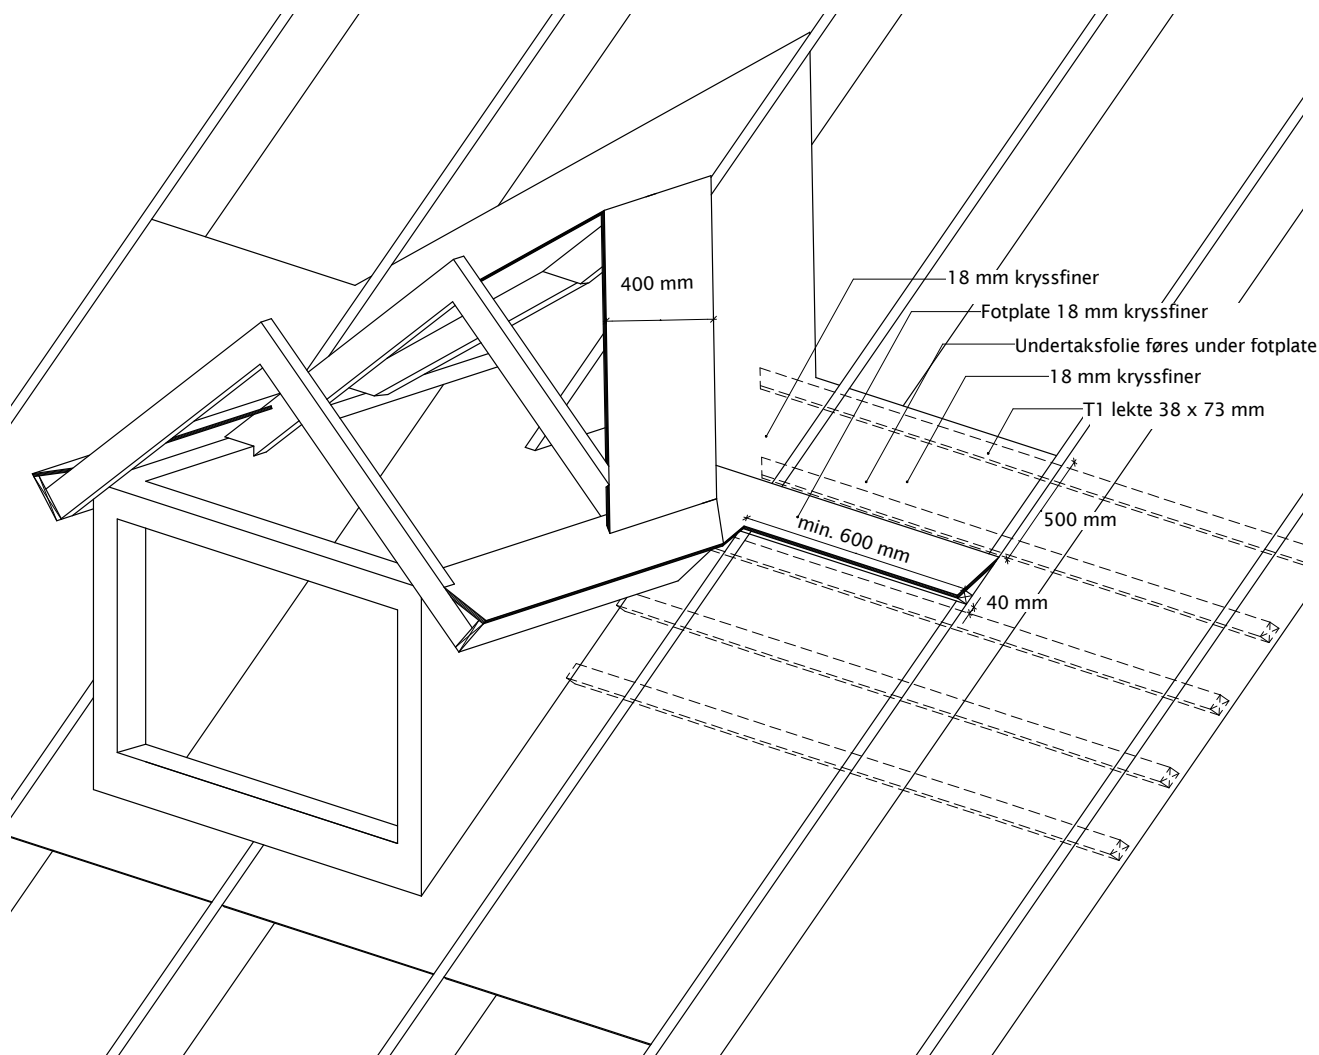 18 mm kryssfiner
400 mm
Fotplate 18 mm kryssfiner
Undertaksfolie føres under fotplate
18 mm kryssfiner
T1 lekte 38 x 73 mm
500 mm
min. 600 mm
40 mm